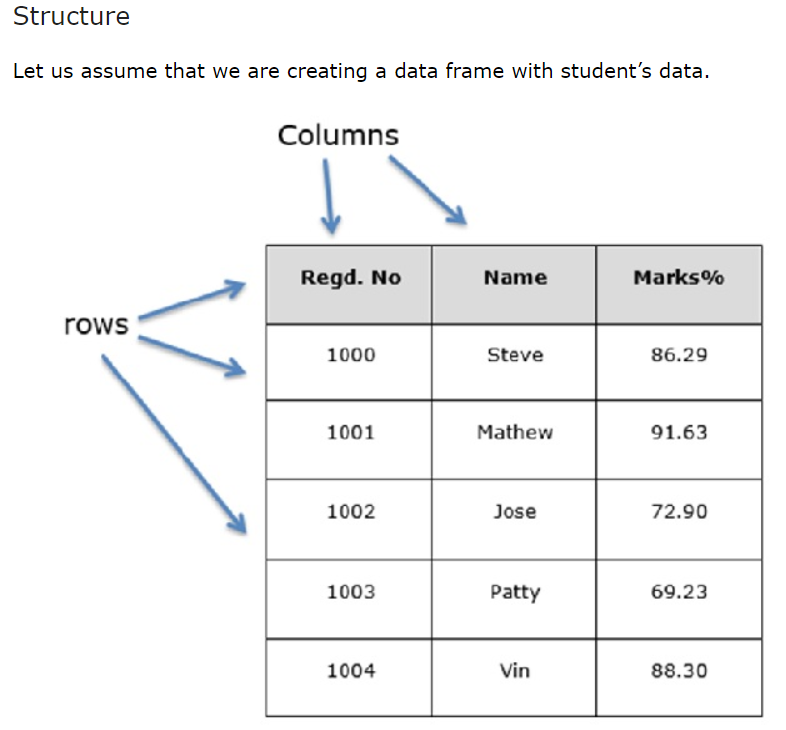 Structure
Let us assume that we are creating a data frame with student’s data.
Columns
rows
Regd. No Name Marks%
1000 Steve 86.29
1001 Mathew 91.63
1002 Jose 72.90
1003 Patty 69.23
1004 Vin 88.30